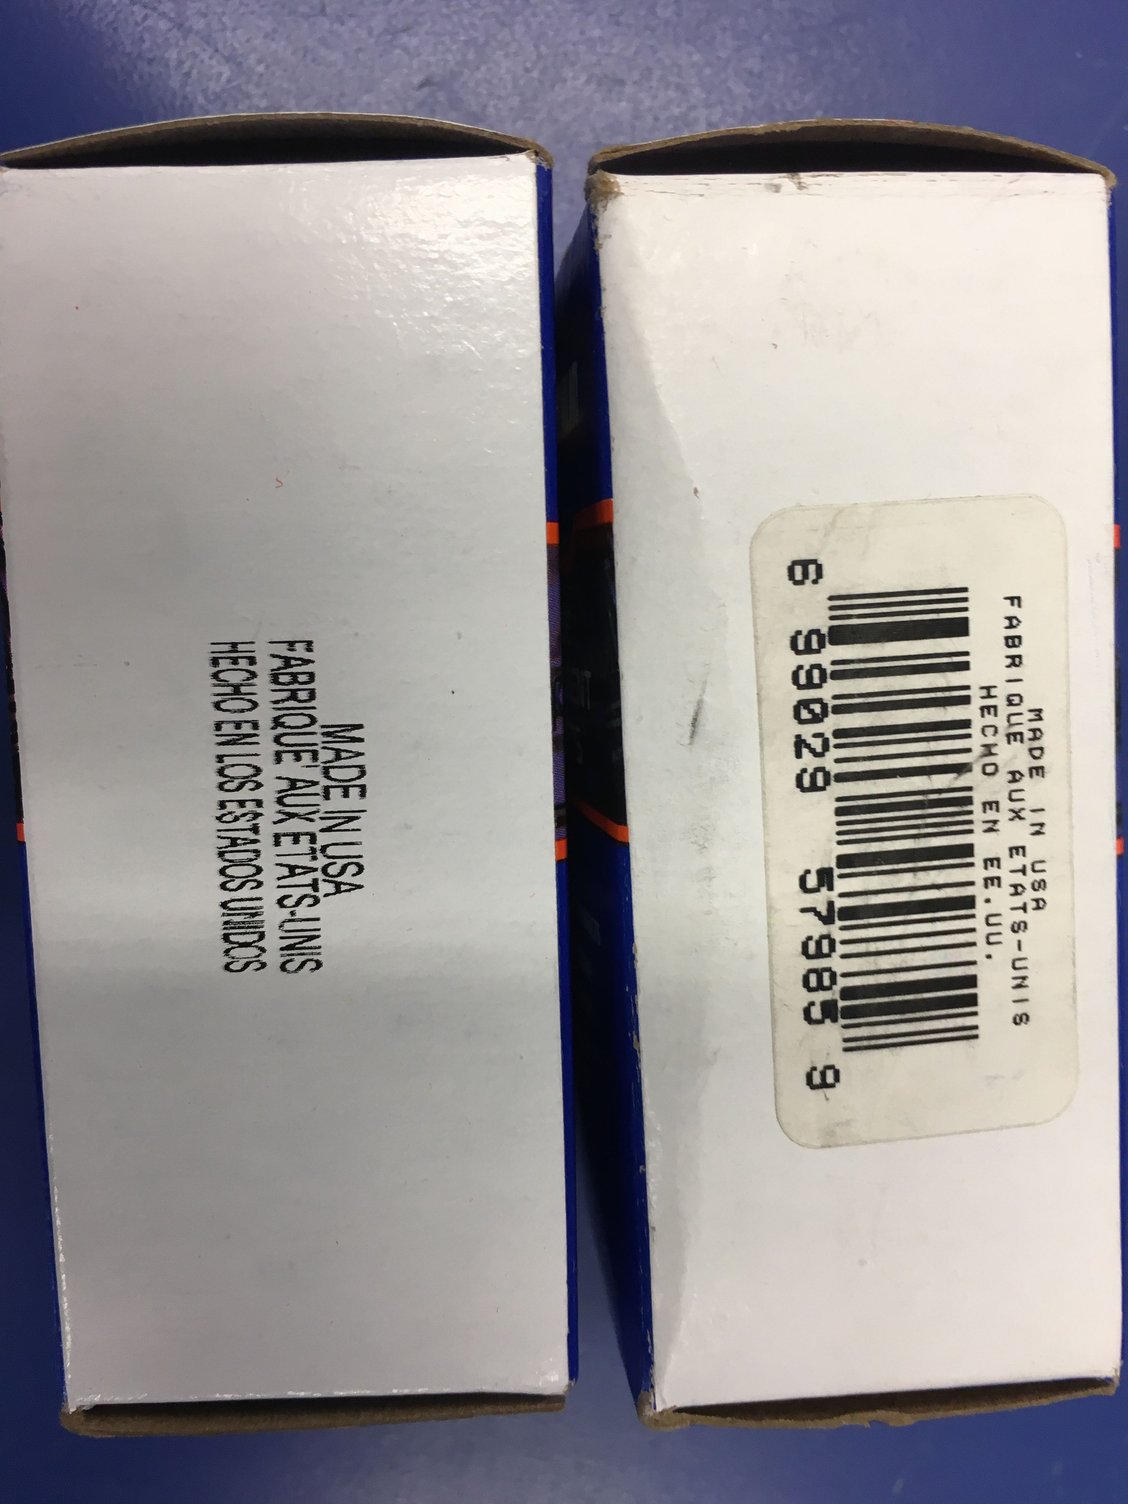 MADE IN USA
FABRIQUE' AUX ETATS-UNIS
HECHO EN LOS ESTADOS UNIDOS
MADE IN USA
FABRIQUE AUX ETATS-UNIS
HECHO EN EE.UU.
6 99029 57985 9